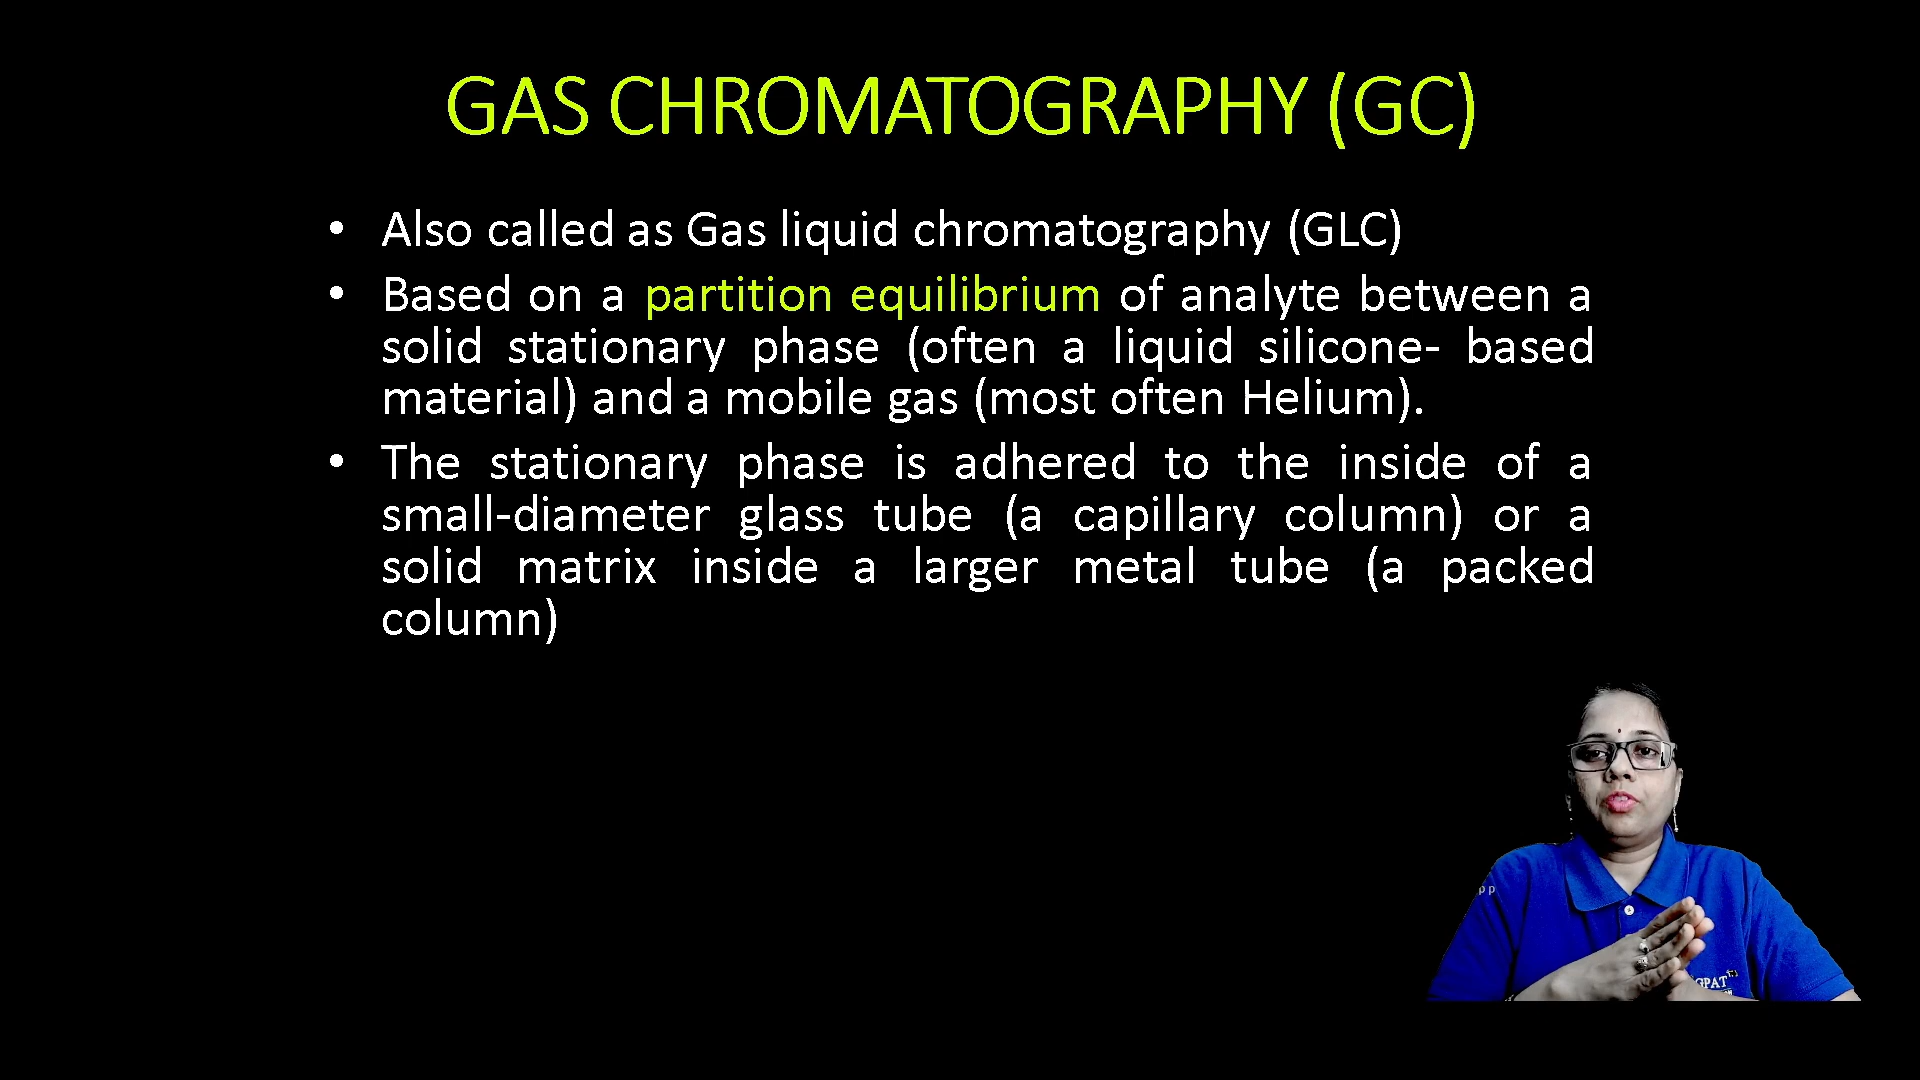 GAS CHROMATOGRAPHY (GC)
• Also called as Gas liquid chromatography (GLC)
• Based on a partition equilibrium of analyte between a
solid stationary phase (often a liquid silicone- based
material) and a mobile gas (most often Helium).
• The stationary phase is adhered to the inside of a
small-diameter glass tube (a capillary column) or a
solid matrix inside a larger metal tube (a packed
column)
GPAT